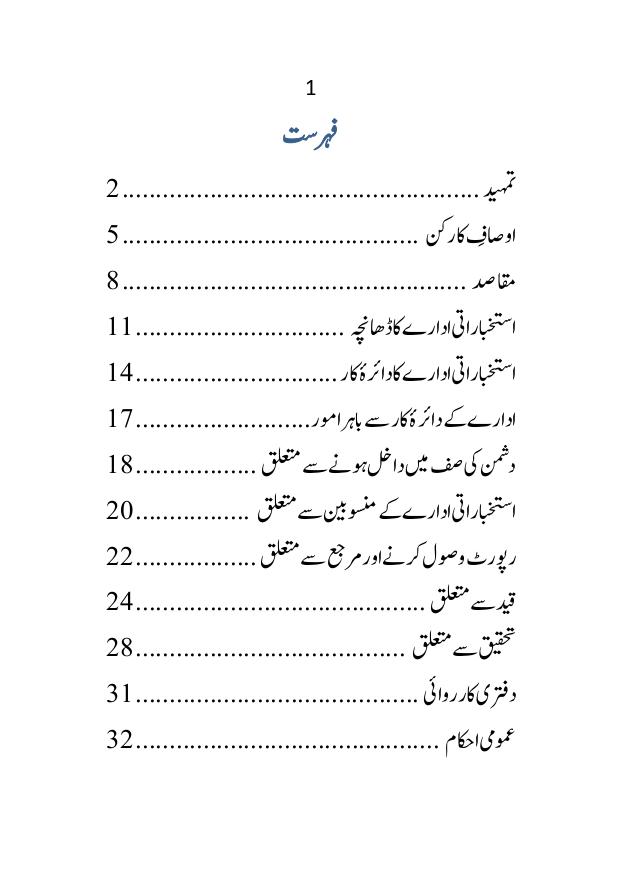 1
فہرست
تمہید .................................................... 2
اوصافِ کارکن ............................................ 5
مقاصد ................................................... 8
استخباراتی ادارے کا ڈھانچہ ............................... 11
استخباراتی ادارے کا دائرۂ کار .............................. 14
ادارے کے دائرۂ کار سے باہر امور .......................... 17
دشمن کی صف میں داخل ہونے سے متعلق .................. 18
استخباراتی ادارے کے منسوبین سے متعلق ................. 20
رپورٹ وصول کرنے اور مرجع سے متعلق .................. 22
قید سے متعلق ........................................... 24
تحقیق سے متعلق ........................................ 28
دفتری کارروائی .......................................... 31
عمومی احکام ............................................. 32